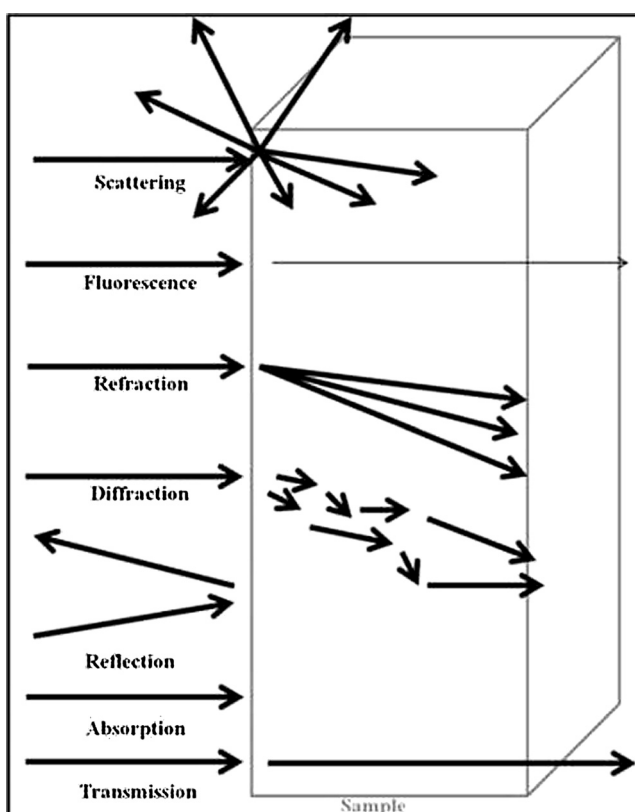 Scattering
Fluorescence
Refraction
Diffraction
Reflection
Absorption
Transmission
Sample